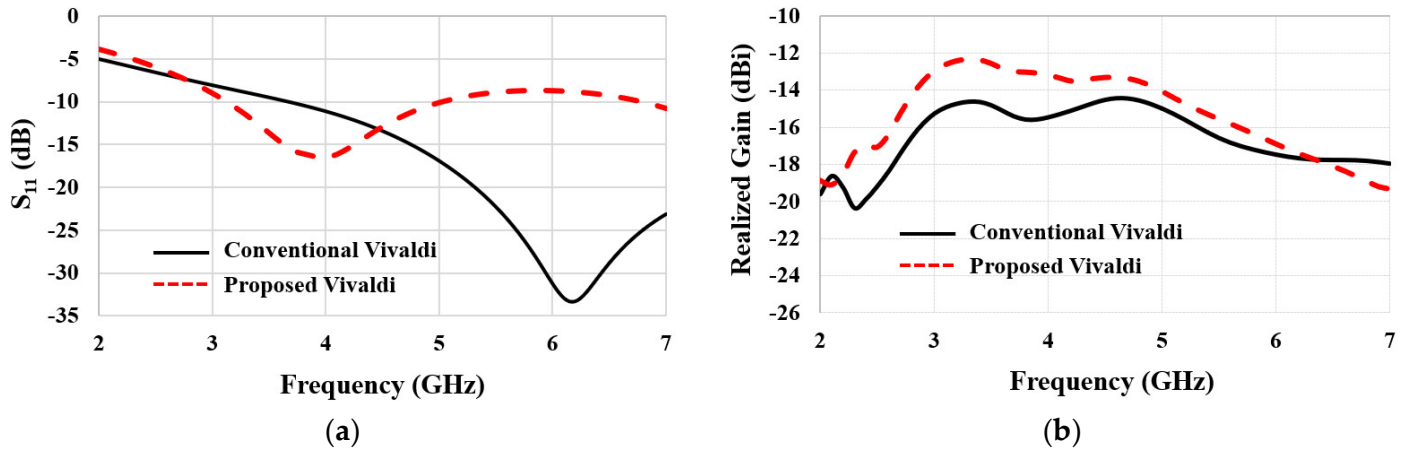 0
-5
-10
-15
-20
-25
-30
-35
S11 (dB)
Conventional Vivaldi
Proposed Vivaldi
2 3 4 5 6 7
Frequency (GHz)
(a)
-10
-12
-14
-16
-18
-20
-22
-24
-26
Realized Gain (dBi)
Conventional Vivaldi
Proposed Vivaldi
2 3 4 5 6 7
Frequency (GHz)
(b)